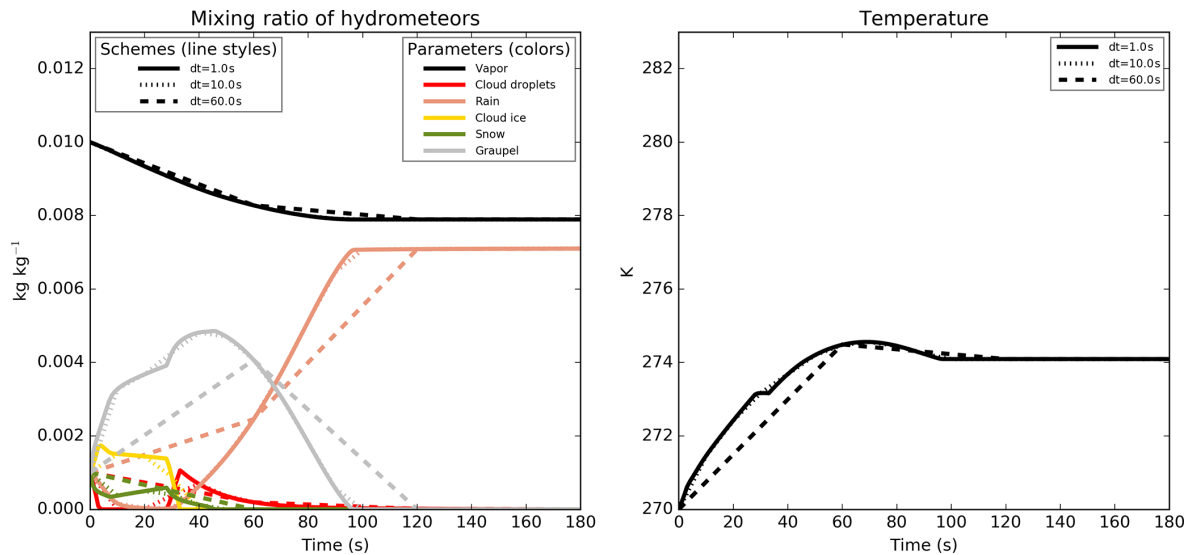 Mixing ratio of hydrometeors
Schemes (line styles)
dt=1.0s
dt=10.0s
dt=60.0s
Parameters (colors)
Vapor
Cloud droplets
Rain
Cloud ice
Snow
Graupel
0.012
0.010
0.008
0.006
0.004
0.002
0.000
kg kg⁻¹
0 20 40 60 80 100 120 140 160 180
Time (s)
Temperature
dt=1.0s
dt=10.0s
dt=60.0s
282
280
278
276
274
272
270
K
0 20 40 60 80 100 120 140 160 180
Time (s)